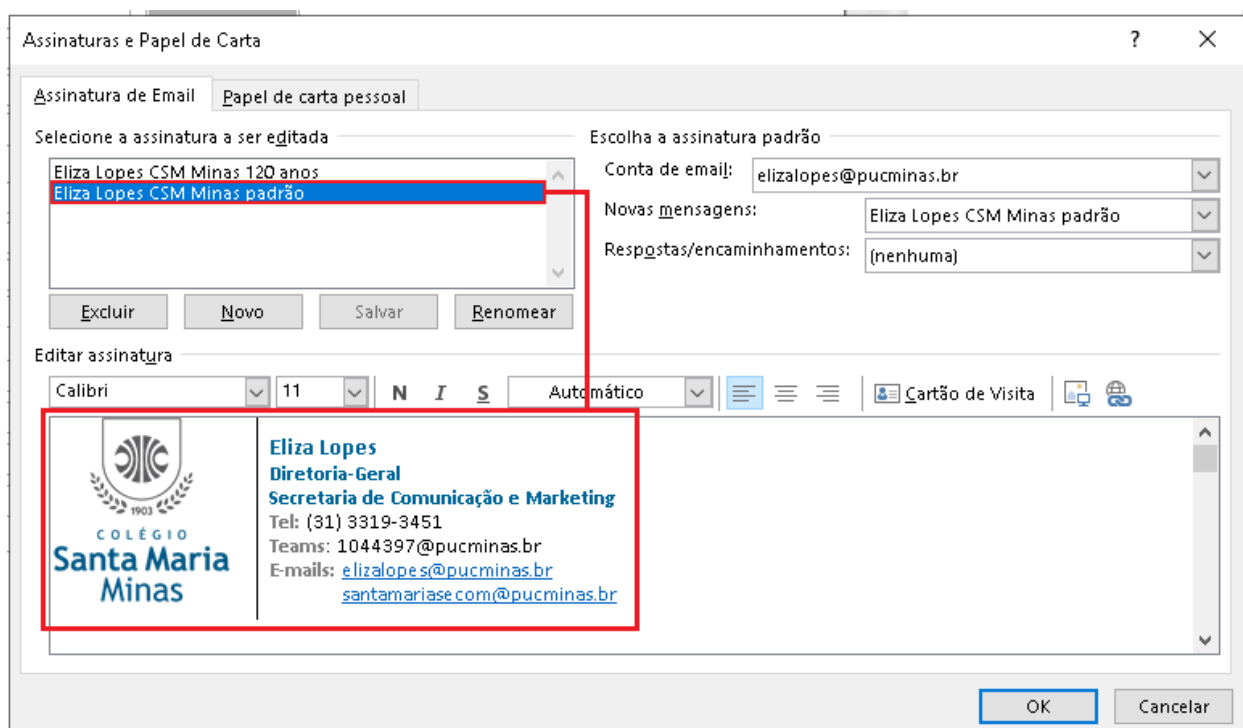 Assinaturas e Papel de Carta
?
Assinatura de Email
Papel de carta pessoal
Selecione a assinatura a ser editada
Eliza Lopes CSM Minas 120 anos
Eliza Lopes CSM Minas padrão
Excluir
Novo
Salvar
Renomear
Escolha a assinatura padrão
Conta de email: elizalopes@pucminas.br
Novas mensagens: Eliza Lopes CSM Minas padrão
Respostas/encaminhamentos: (nenhuma)
Editar assinatura
Calibri 11 N I S Automático Cartão de Visita
1903
COLÉGIO
Santa Maria
Minas
Eliza Lopes
Diretoria-Geral
Secretaria de Comunicação e Marketing
Tel: (31) 3319-3451
Teams: 1044397@pucminas.br
E-mails: elizalopes@pucminas.br
santamariasecom@pucminas.br
OK
Cancelar